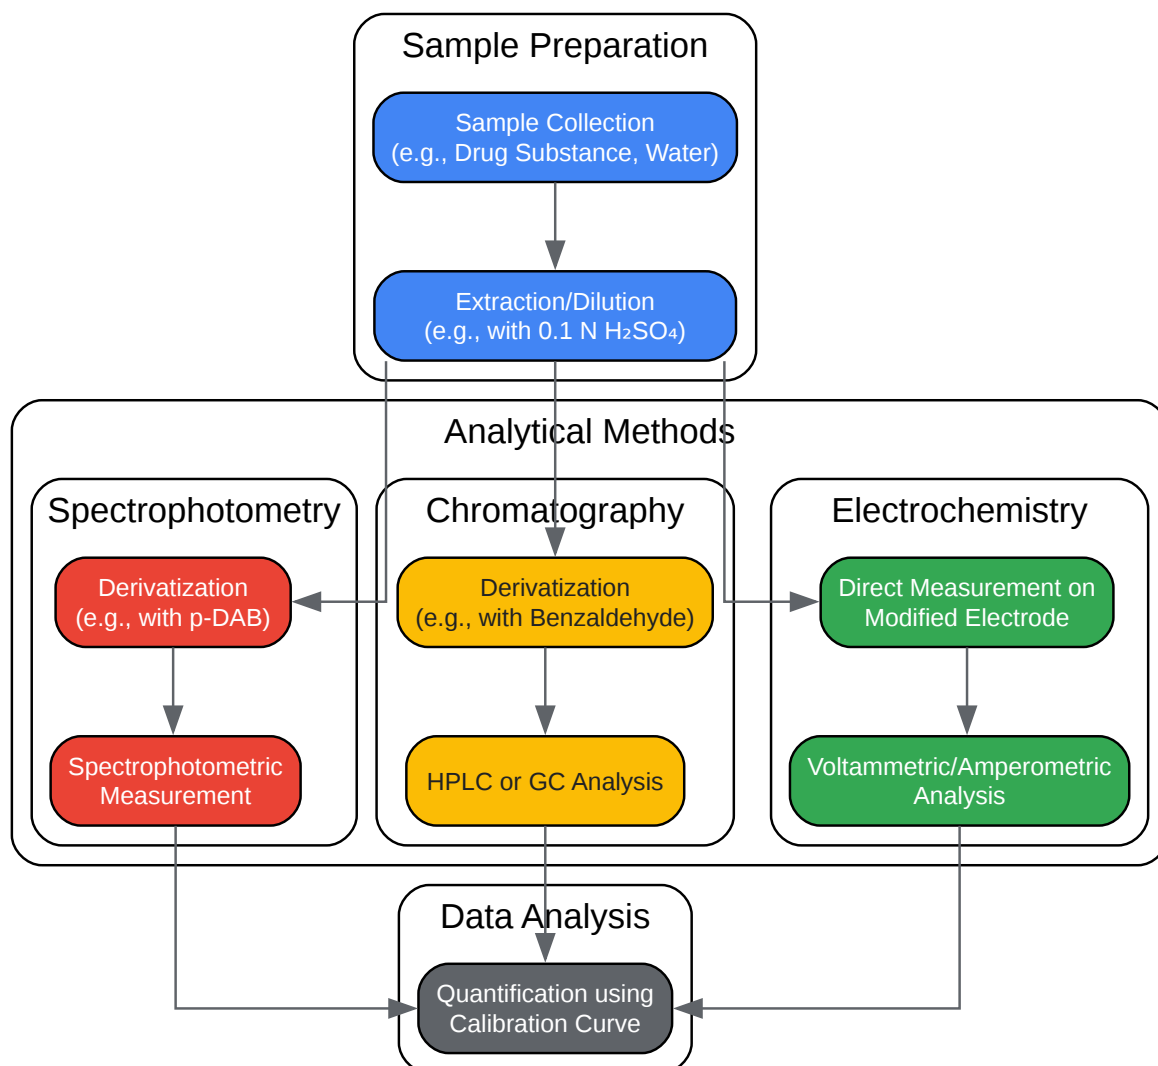 Sample Preparation
Sample Collection
(e.g., Drug Substance, Water)
Extraction/Dilution
(e.g., with 0.1 N H₂SO₄)
Analytical Methods
Spectrophotometry
Derivatization
(e.g., with p-DAB)
Spectrophotometric
Measurement
Chromatography
Derivatization
(e.g., with Benzaldehyde)
HPLC or GC Analysis
Electrochemistry
Direct Measurement on
Modified Electrode
Voltammetric/Amperometric
Analysis
Data Analysis
Quantification using
Calibration Curve